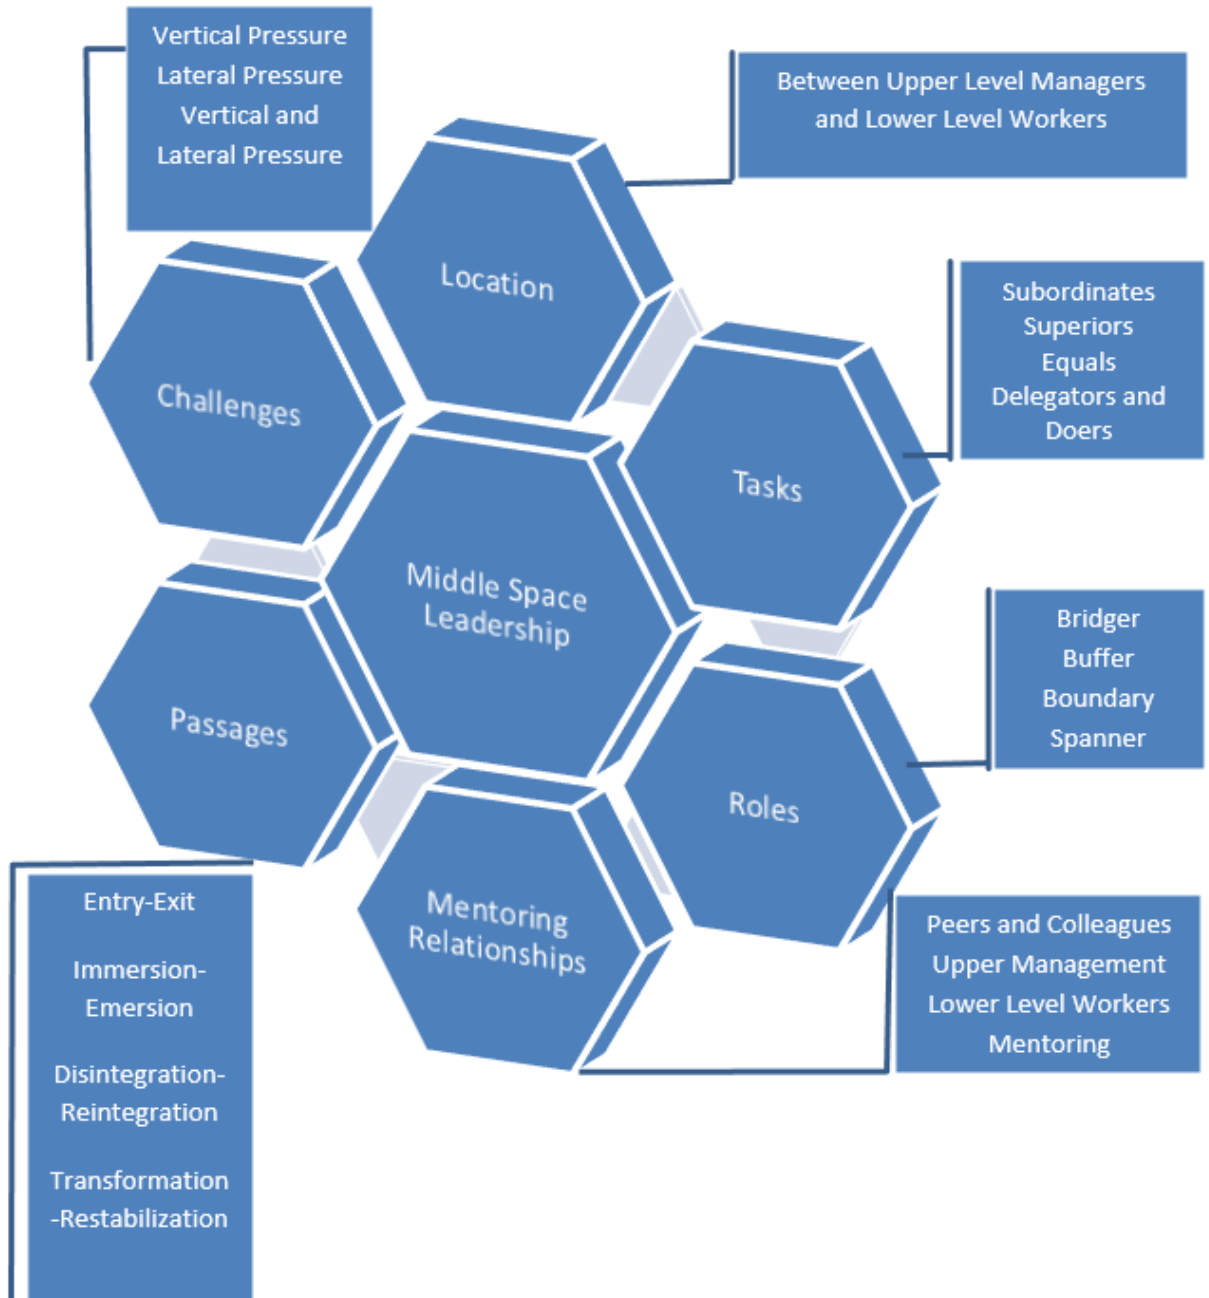 Vertical Pressure
Lateral Pressure
Vertical and
Lateral Pressure
Between Upper Level Managers
and Lower Level Workers
Location
Subordinates
Superiors
Equals
Delegators and
Doers
Challenges
Tasks
Middle Space
Leadership
Bridger
Buffer
Boundary
Spanner
Passages
Roles
Mentoring
Relationships
Entry-Exit
Immersion-
Emersion
Disintegration-
Reintegration
Transformation
-Restabilization
Peers and Colleagues
Upper Management
Lower Level Workers
Mentoring